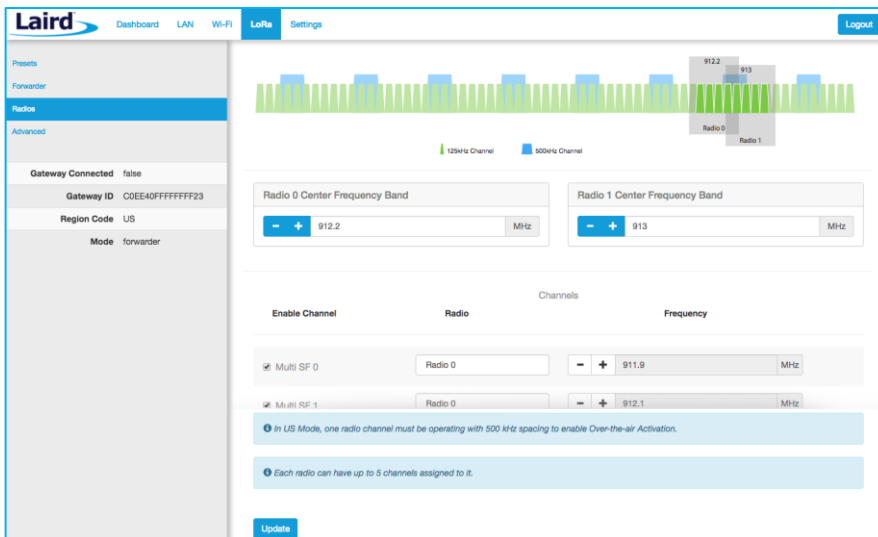 Laird Dashboard LAN Wi-Fi LoRa Settings Logout
Presets
Forwarder
Radios
Advanced
Gateway Connected false
Gateway ID C0EE40FFFFFFFF23
Region Code US
Mode forwarder
912.2
913
Radio 0
Radio 1
125kHz Channel 500kHz Channel
Radio 0 Center Frequency Band Radio 1 Center Frequency Band
- + 912.2 MHz - + 913 MHz
Channels
Enable Channel Radio Frequency
Multi SF 0 Radio 0 - + 911.9 MHz
Multi SF 1 Radio 0 - + 912.1 MHz
In US Mode, one radio channel must be operating with 500 kHz spacing to enable Over-the-air Activation.
Each radio can have up to 5 channels assigned to it.
Update